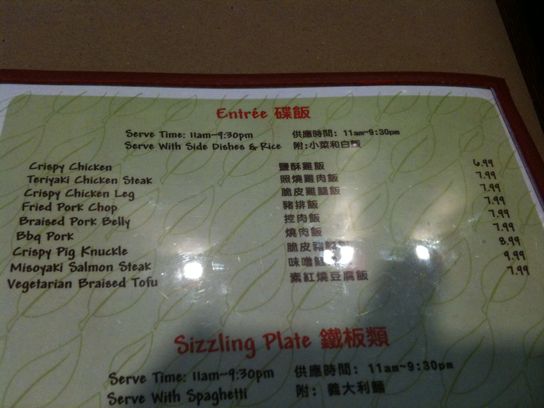 Entrée 碟飯
Serve Time: 11am~9:30pm 供應時間: 11am~9:30pm
Serve With Side Dishes & Rice 附:小菜和白飯
Crispy Chicken 鹽酥雞飯 6.99
Teriyaki Chicken Steak 照燒雞肉飯 7.99
Crispy Chicken Leg 脆皮雞腿飯 7.99
Fried Pork Chop 豬排飯 7.99
Braised Pork Belly 控肉飯 7.99
Bbq Pork 燒肉飯 7.99
Crispy Pig Knuckle 脆皮 8.99
Misoyaki Salmon Steak 味噌 9.99
Vegetarian Braised Tofu 素紅燒豆腐飯 7.99
Sizzling Plate 鐵板類
Serve Time: 11am~9:30pm 供應時間: 11am~9:30pm
Serve With Spaghetti 附: 義大利麵